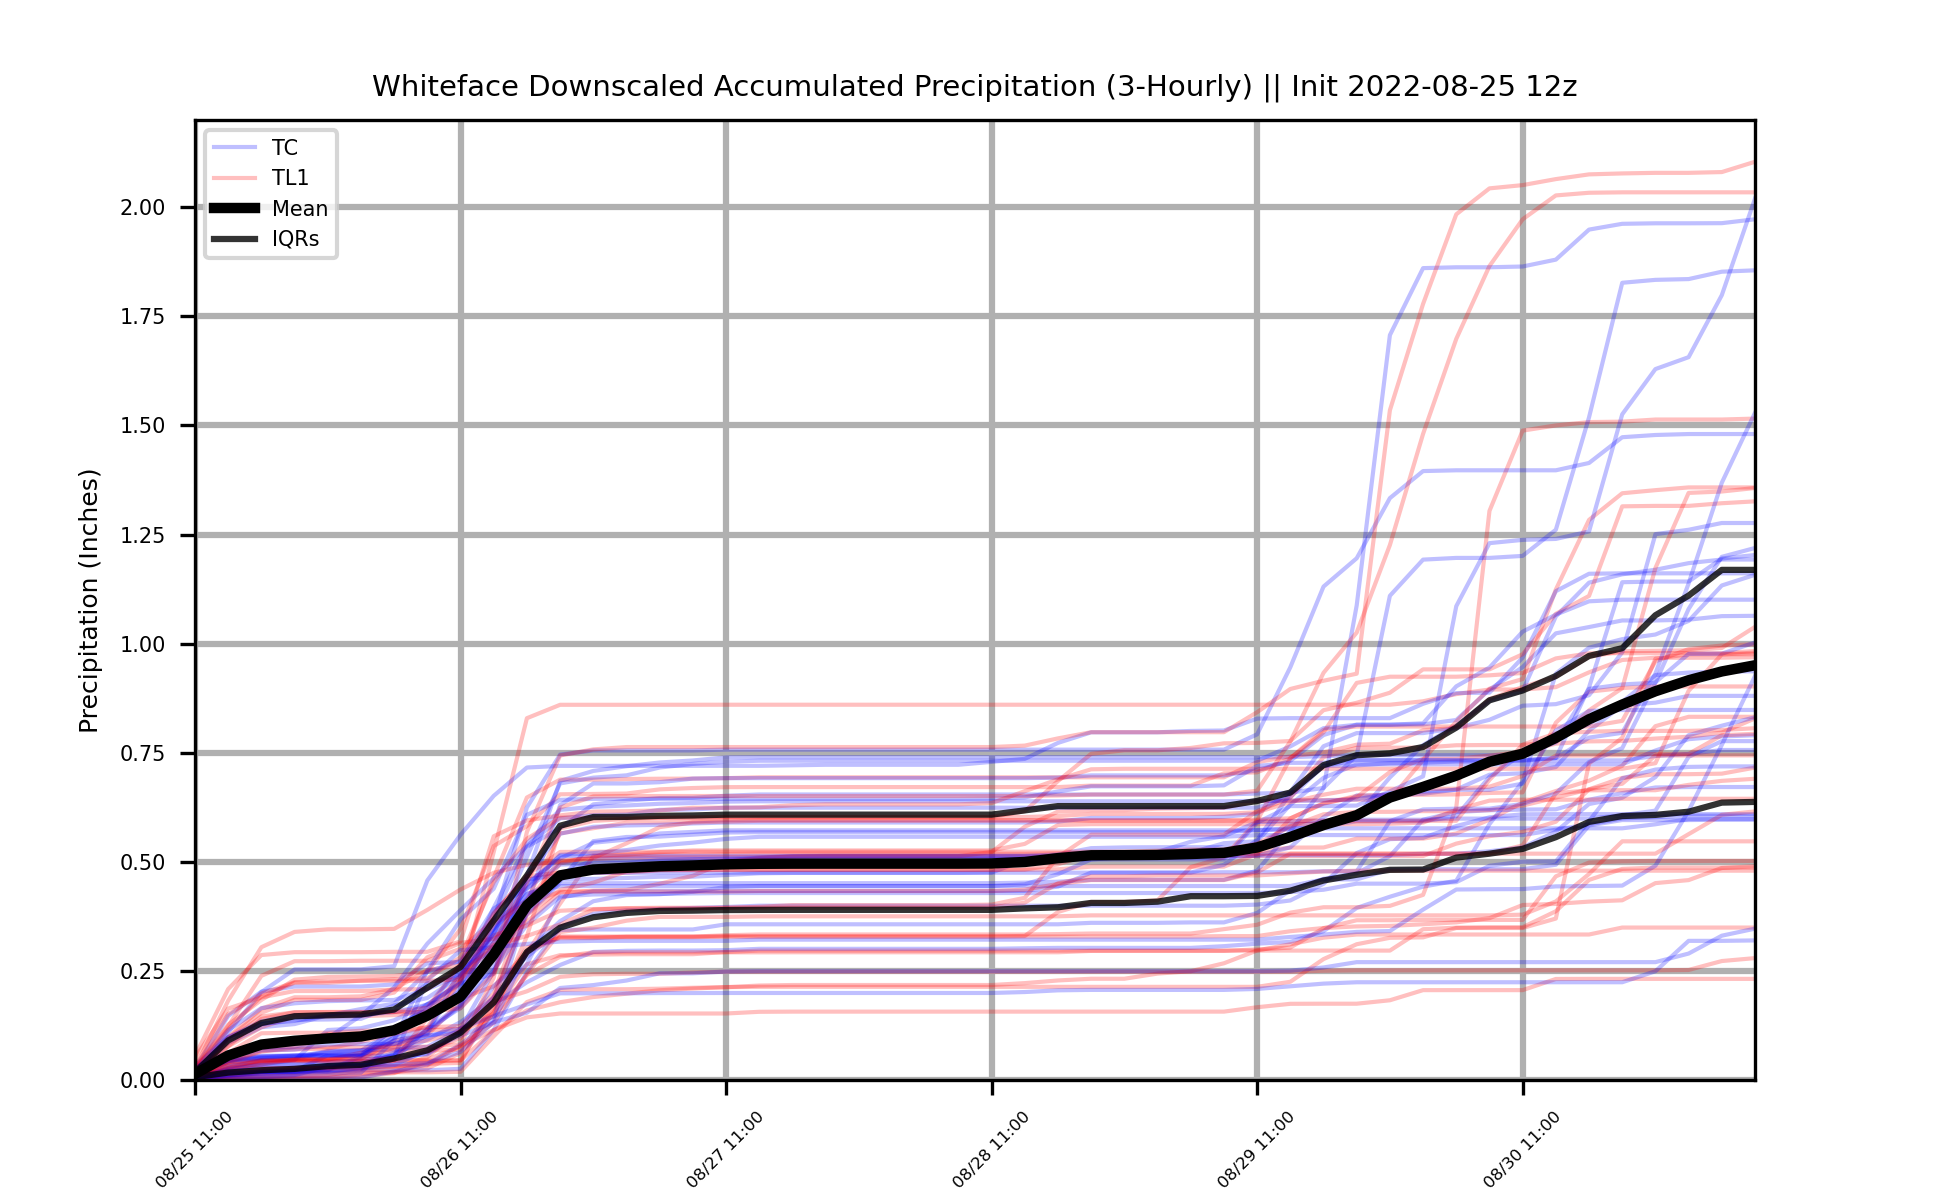 Whiteface Downscaled Accumulated Precipitation (3-Hourly) || Init 2022-08-25 12z
TC
TL1
Mean
IQRs
Precipitation (Inches)
2.00
1.75
1.50
1.25
1.00
0.75
0.50
0.25
0.00
08/25 11:00
08/26 11:00
08/27 11:00
08/28 11:00
08/29 11:00
08/30 11:00